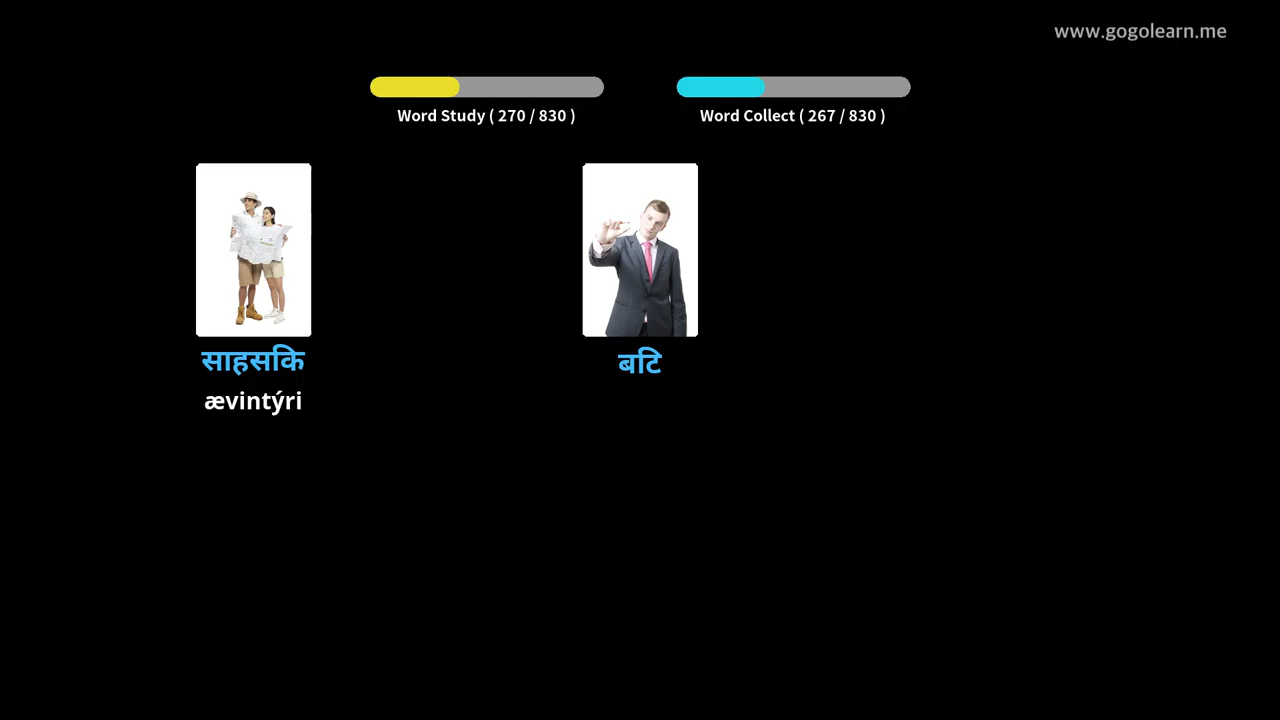 www.gogolearn.me
Word Study ( 270 / 830 )
Word Collect ( 267 / 830 )
साहसकि
ævintýri
बटि